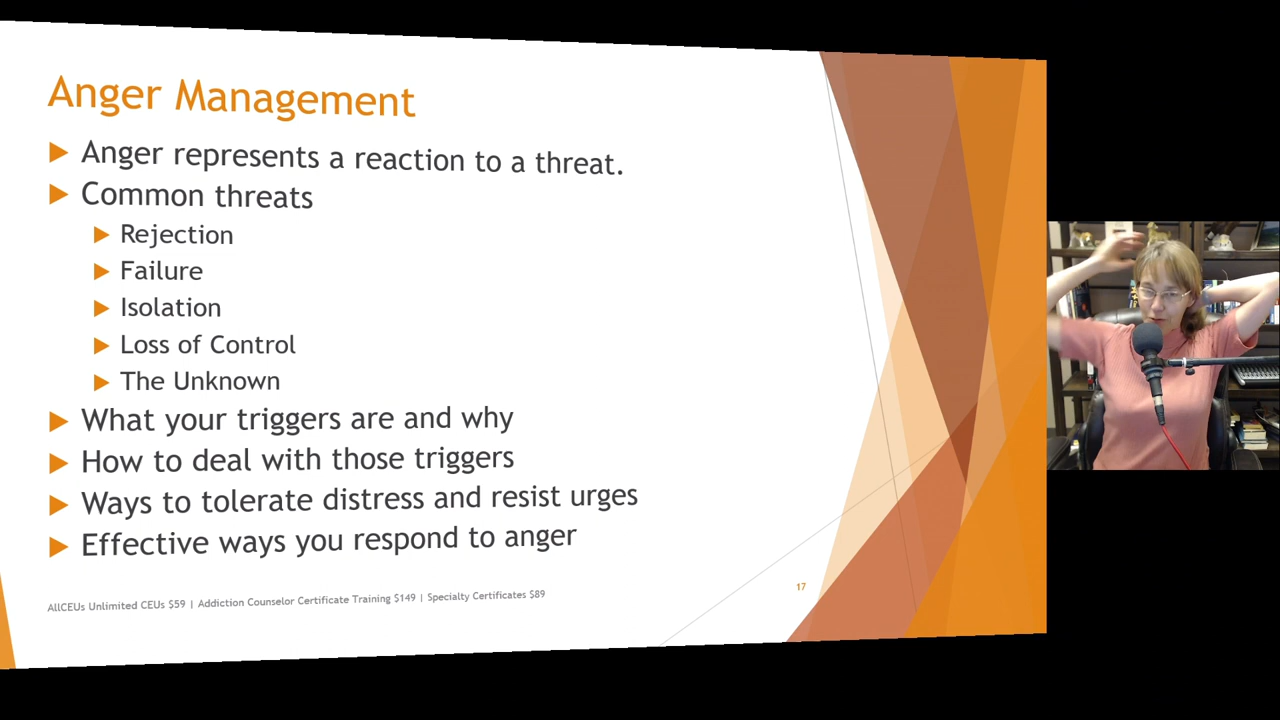 Anger Management
Anger represents a reaction to a threat.
Common threats
Rejection
Failure
Isolation
Loss of Control
The Unknown
What your triggers are and why
How to deal with those triggers
Ways to tolerate distress and resist urges
Effective ways you respond to anger
AllCEUs Unlimited CEUs $59 | Addiction Counselor Certificate Training $149 | Specialty Certificates $89
17